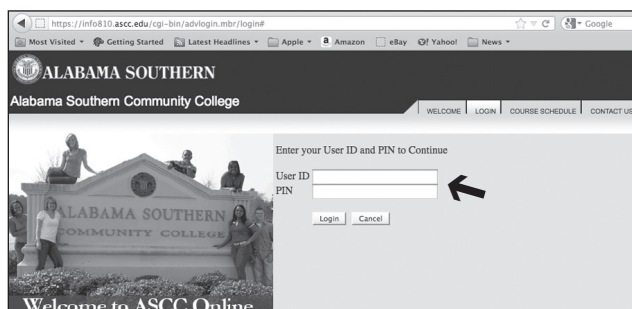 https://info810.ascc.edu/cgi-bin/advlogin.mbr/login#
Google
Most Visited Getting Started Latest Headlines Apple Amazon eBay Yahoo! News
ALABAMA SOUTHERN
Alabama Southern Community College
WELCOME LOGIN COURSE SCHEDULE CONTACT US
Enter your User ID and PIN to Continue
User ID
PIN
Login Cancel
ALABAMA SOUTHERN
COMMUNITY COLLEGE
Welcome to ASCC Online